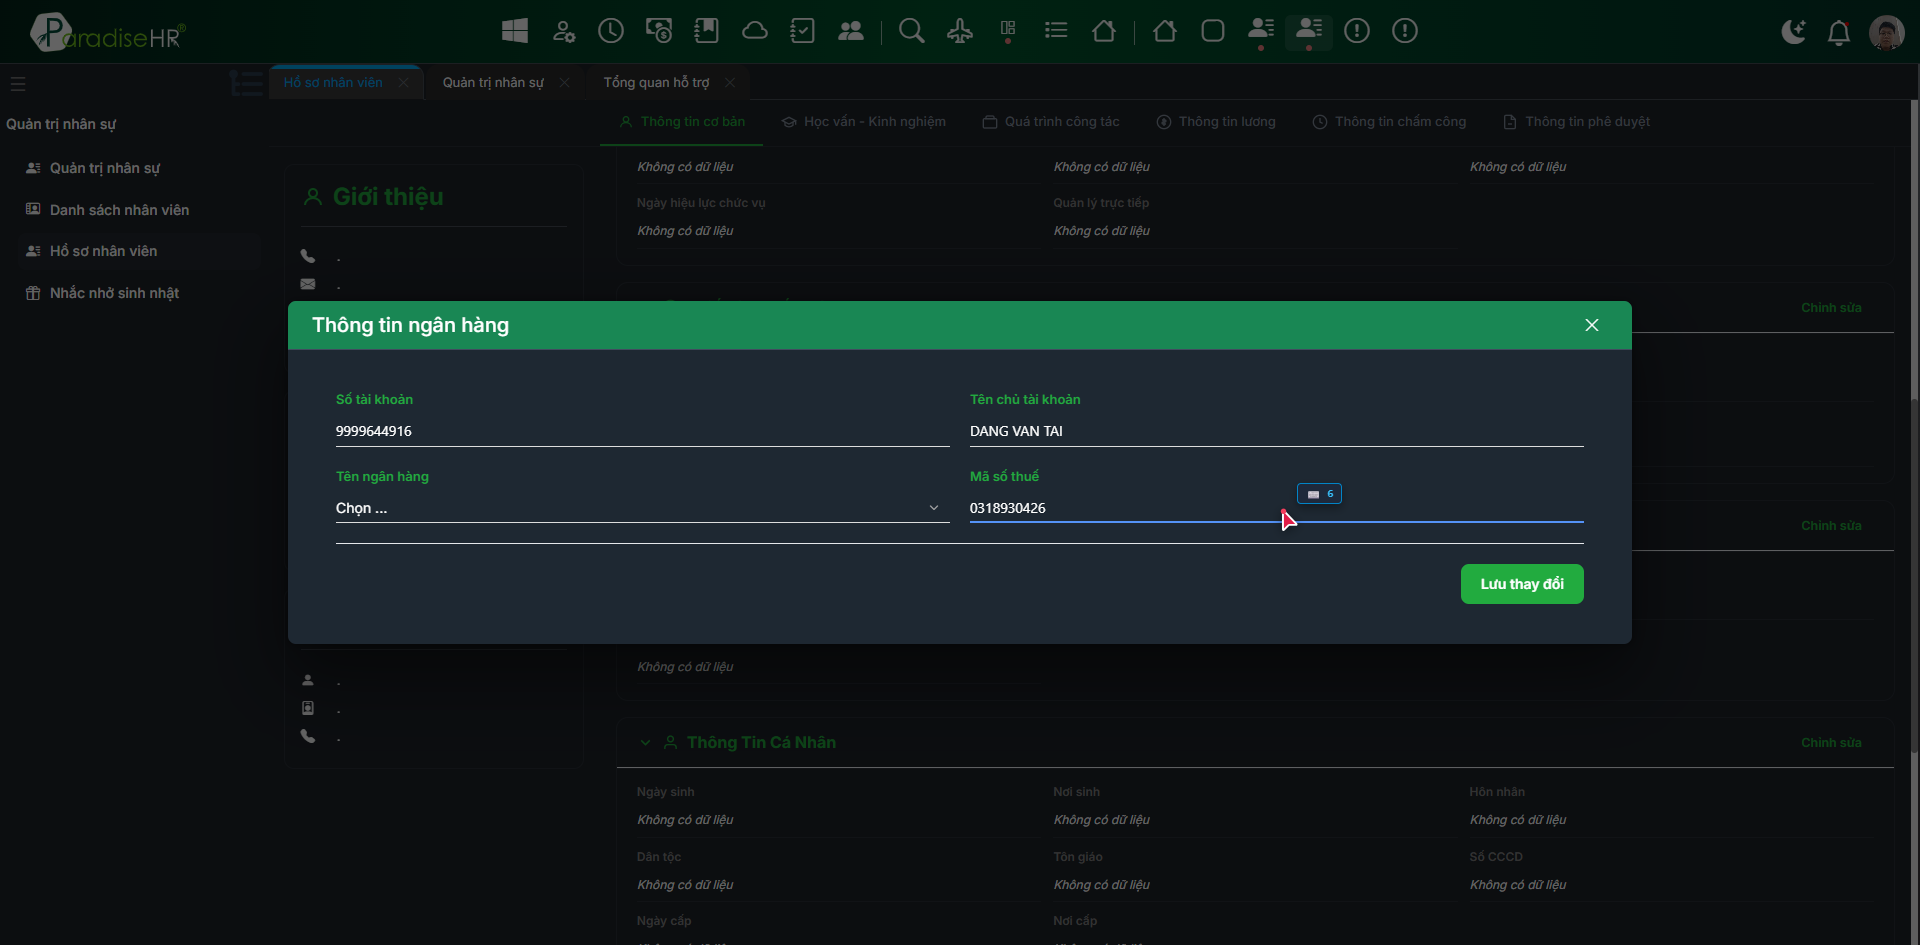 ParadiseHR®
Hồ sơ nhân viên
Quản trị nhân sự
Tổng quan hỗ trợ
Quản trị nhân sự
Thông tin cơ bản
Học vấn - Kinh nghiệm
Quá trình công tác
Thông tin lương
Thông tin chấm công
Thông tin phê duyệt
Quản trị nhân sự
Danh sách nhân viên
Hồ sơ nhân viên
Nhắc nhở sinh nhật
Giới thiệu
.
.
Không có dữ liệu
Không có dữ liệu
Không có dữ liệu
Ngày hiệu lực chức vụ
Quản lý trực tiếp
Không có dữ liệu
Không có dữ liệu
Chỉnh sửa
Thông tin ngân hàng
Số tài khoản
Tên chủ tài khoản
9999644916
DANG VAN TAI
Tên ngân hàng
Mã số thuế
6
Chọn ...
0318930426
Chỉnh sửa
Lưu thay đổi
Không có dữ liệu
.
.
.
Thông Tin Cá Nhân
Chỉnh sửa
Ngày sinh
Nơi sinh
Hôn nhân
Không có dữ liệu
Không có dữ liệu
Không có dữ liệu
Dân tộc
Tôn giáo
Số CCCD
Không có dữ liệu
Không có dữ liệu
Không có dữ liệu
Ngày cấp
Nơi cấp